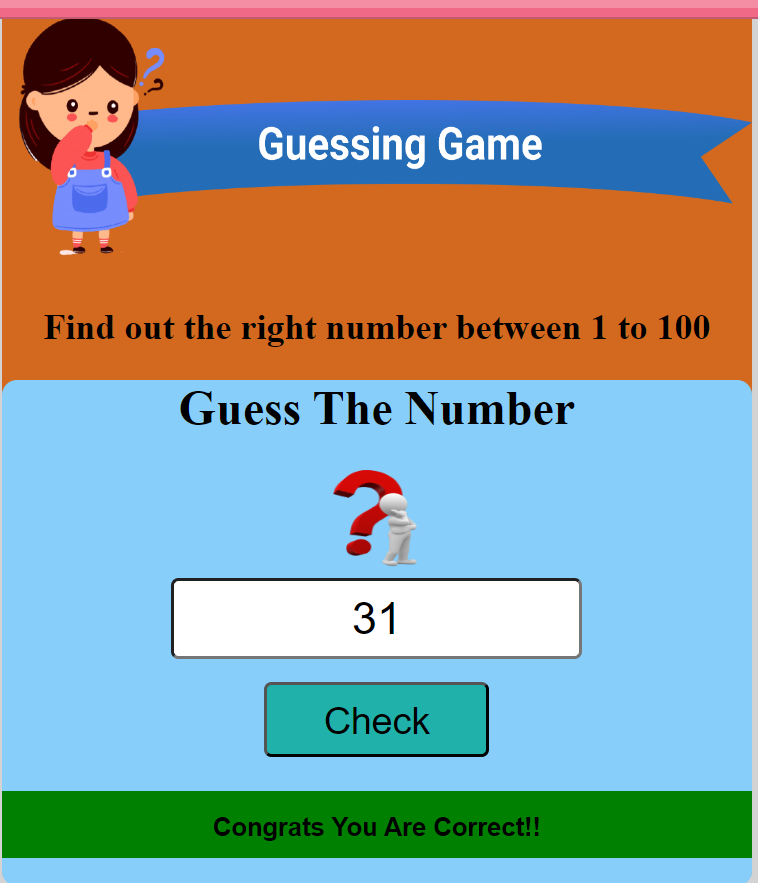 Guessing Game
Find out the right number between 1 to 100
Guess The Number
31
Check
Congrats You Are Correct!!